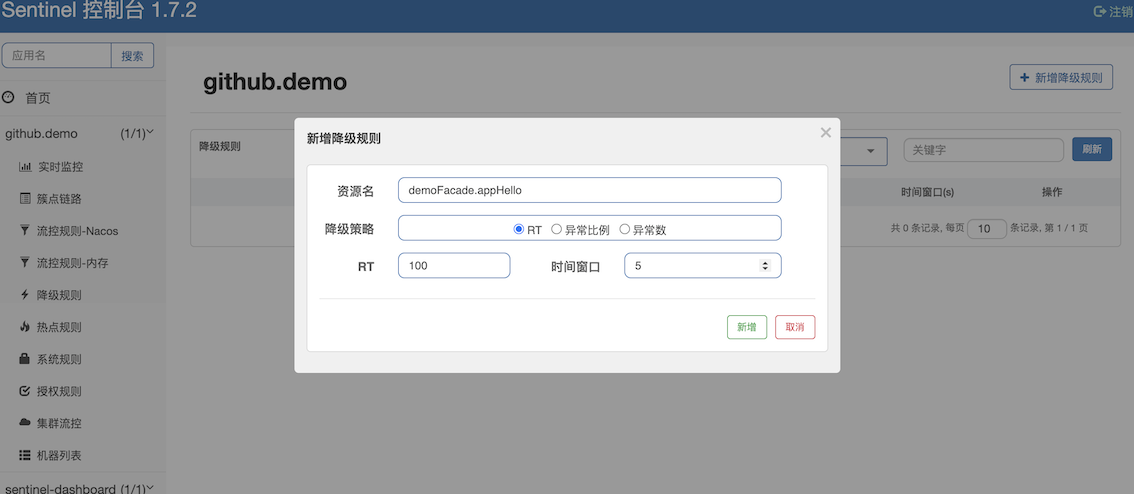 Sentinel 控制台 1.7.2
注销
应用名
搜索
首页
github.demo (1/1)
实时监控
簇点链路
流控规则-Nacos
流控规则-内存
降级规则
热点规则
系统规则
授权规则
集群流控
机器列表
sentinel-dashboard (1/1)
github.demo
+ 新增降级规则
降级规则
关键字
刷新
时间窗口(s)
操作
共 0 条记录, 每页 10 条记录, 第 1 / 1 页
新增降级规则
×
资源名
demoFacade.appHello
降级策略
RT 异常比例 异常数
RT
100
时间窗口
5
新增
取消